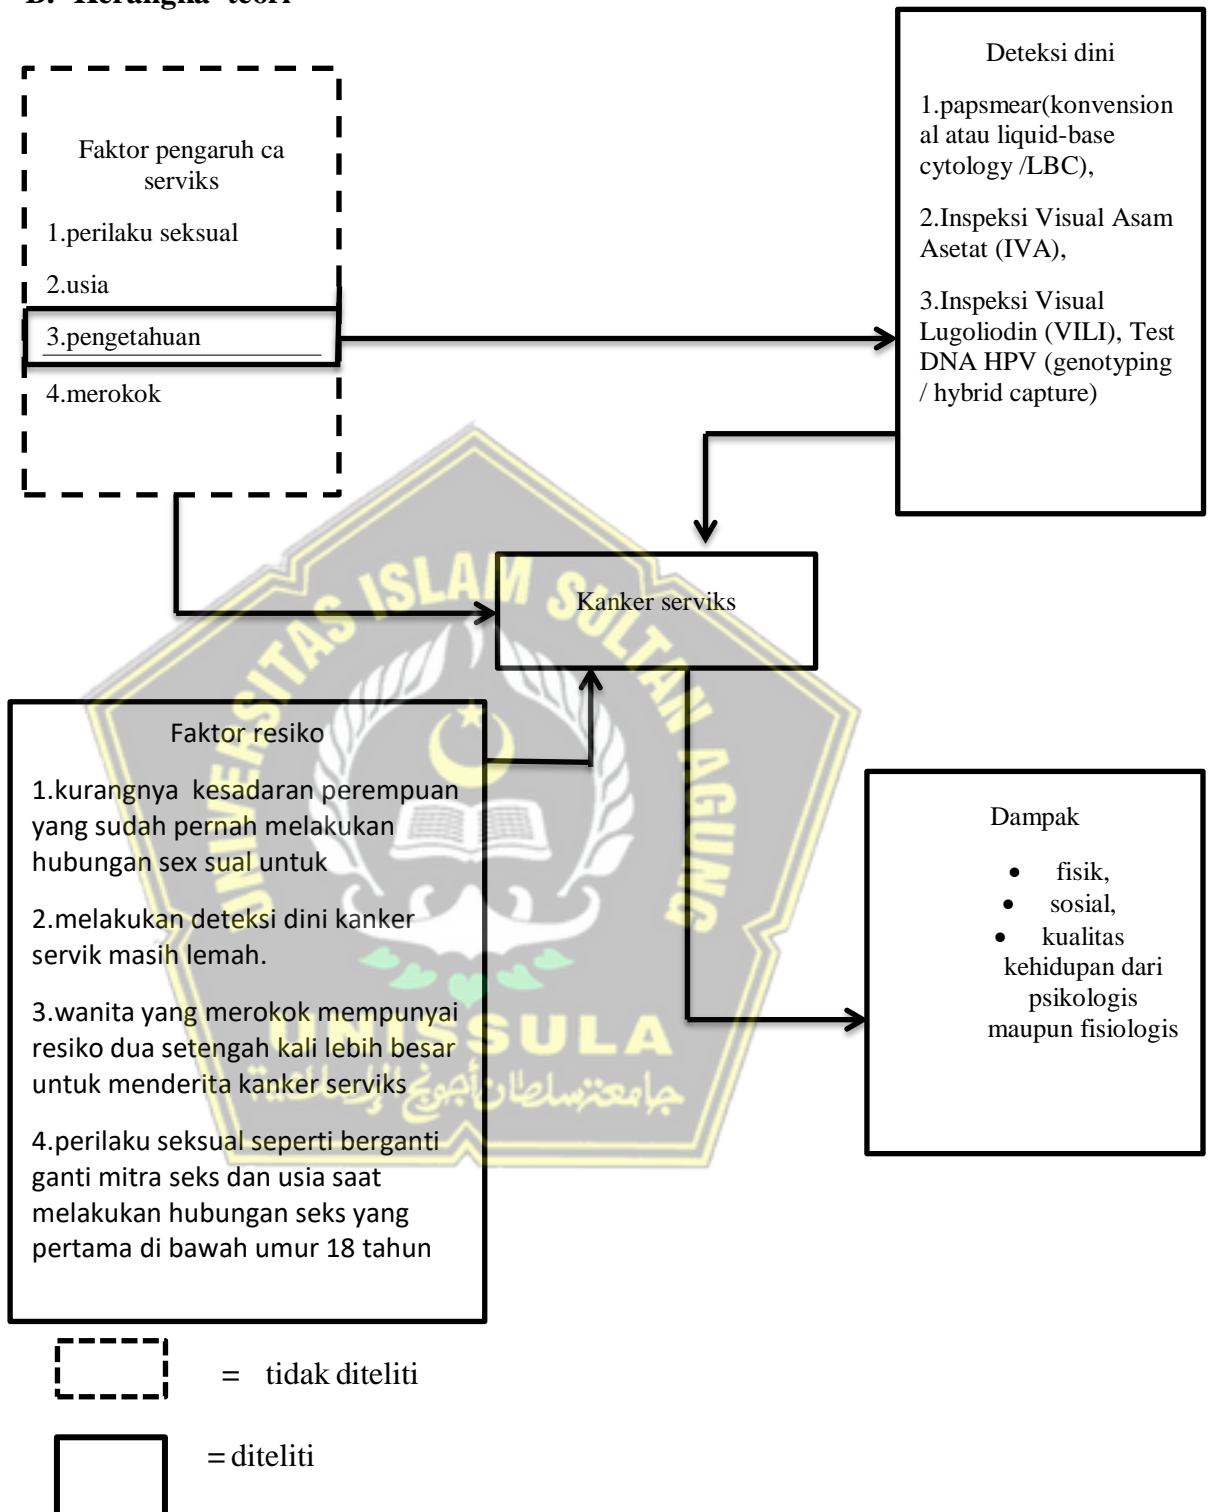 B. Kerangka teori
Faktor pengaruh ca
serviks
1.perilaku seksual
2.usia
3.pengetahuan
4.merokok
Deteksi dini
1.papsmear(konvension
al atau liquid-base
cytology /LBC),
2.Inspeksi Visual Asam
Asetat (IVA),
3.Inspeksi Visual
Lugoliodin (VILI), Test
DNA HPV (genotyping
/ hybrid capture)
Kanker serviks
Faktor resiko
1.kurangnya kesadaran perempuan
yang sudah pernah melakukan
hubungan sex sual untuk
2.melakukan deteksi dini kanker
servik masih lemah.
3.wanita yang merokok mempunyai
resiko dua setengah kali lebih besar
untuk menderita kanker serviks
4.perilaku seksual seperti berganti
ganti mitra seks dan usia saat
melakukan hubungan seks yang
pertama di bawah umur 18 tahun
Dampak
• fisik,
• sosial,
• kualitas
kehidupan dari
psikologis
maupun fisiologis
UNIVERSITAS ISLAM SULTAN AGUNG
UNISSULA
جامعة سلطان أجونج الإسلامية
= tidak diteliti
= diteliti